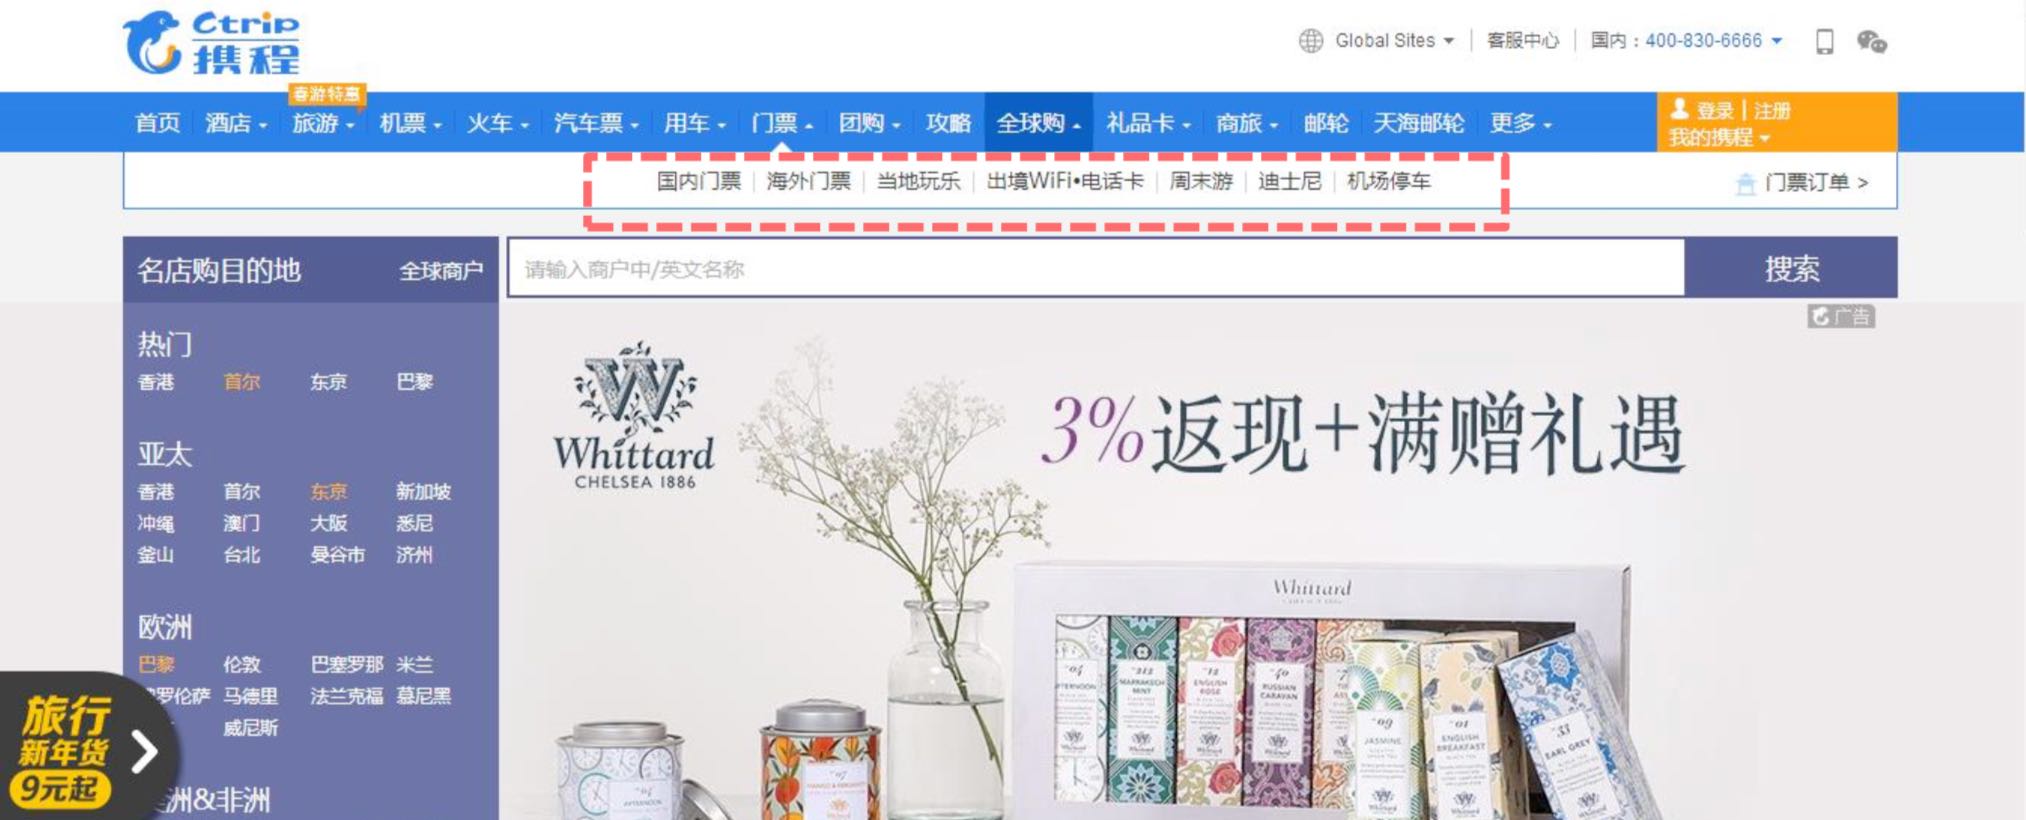 Ctrip
携程
Global Sites
客服中心
国内：400-830-6666
春游特惠
首页 酒店 旅游 机票 火车 汽车票 用车 门票 团购 攻略 全球购 礼品卡 商旅 邮轮 天海邮轮 更多
登录 | 注册
我的携程
国内门票 | 海外门票 | 当地玩乐 | 出境WiFi•电话卡 | 周末游 | 迪士尼 | 机场停车
门票订单 >
名店购目的地 全球商户
请输入商户中/英文名称
搜索
广告
热门
香港 首尔 东京 巴黎
亚太
香港 首尔 东京 新加坡
冲绳 澳门 大阪 悉尼
釜山 台北 曼谷市 济州
欧洲
巴黎 伦敦 巴塞罗那 米兰
罗伦萨 马德里 法兰克福 慕尼黑
威尼斯
洲&非洲
旅行
新年货
9元起
Whittard
CHELSEA 1886
3%返现+满赠礼遇
Whittard
MARRAKECH
MINT
ENGLISH
ROSE
RUSSIAN
CARAVAN
JASMINE
ENGLISH
BREAKFAST
EARL GREY
AFTERNOON